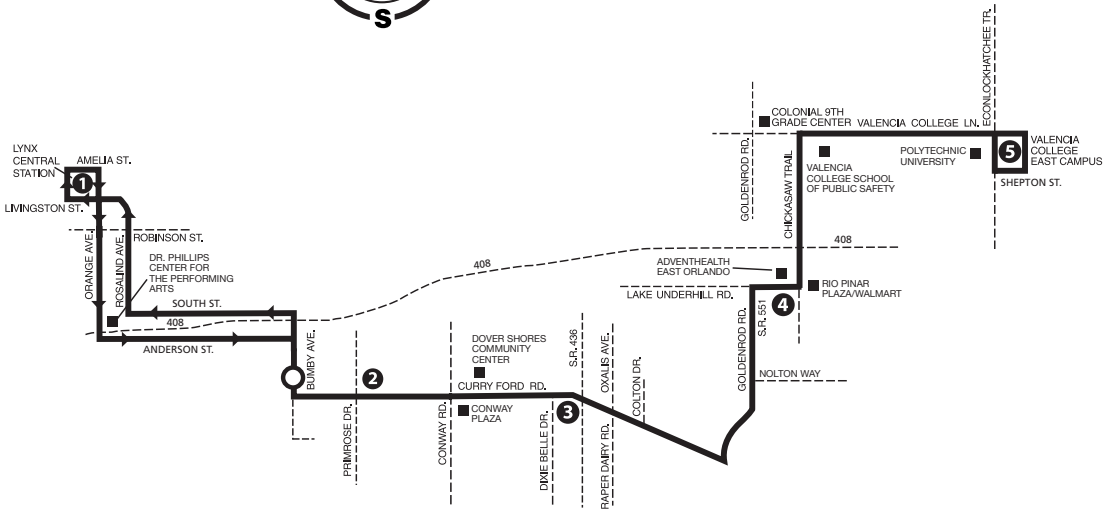 S
LYNX
CENTRAL
STATION
AMELIA ST.
1
LIVINGSTON ST.
ORANGE AVE.
ROSALIND AVE.
ROBINSON ST.
DR. PHILLIPS
CENTER FOR
THE PERFORMING
ARTS
SOUTH ST.
408
ANDERSON ST.
BUMBY AVE.
PRIMROSE DR.
2
408
DOVER SHORES
COMMUNITY
CENTER
CURRY FORD RD.
CONWAY RD.
CONWAY
PLAZA
DIXIE BELLE DR.
3
S.R. 436
OXALIS AVE.
RAPER DAIRY RD.
COLTON DR.
GOLDENROD RD.
S.R. 551
NOLTON WAY
LAKE UNDERHILL RD.
ADVENTHEALTH
EAST ORLANDO
4
RIO PINAR
PLAZA/WALMART
408
CHICKASAW TRAIL
GOLDENROD RD.
COLONIAL 9TH
GRADE CENTER
VALENCIA COLLEGE LN.
VALENCIA
COLLEGE SCHOOL
OF PUBLIC SAFETY
POLYTECHNIC
UNIVERSITY
ECONLOCKHATCHEE TR.
5
VALENCIA
COLLEGE
EAST CAMPUS
SHEPTON ST.